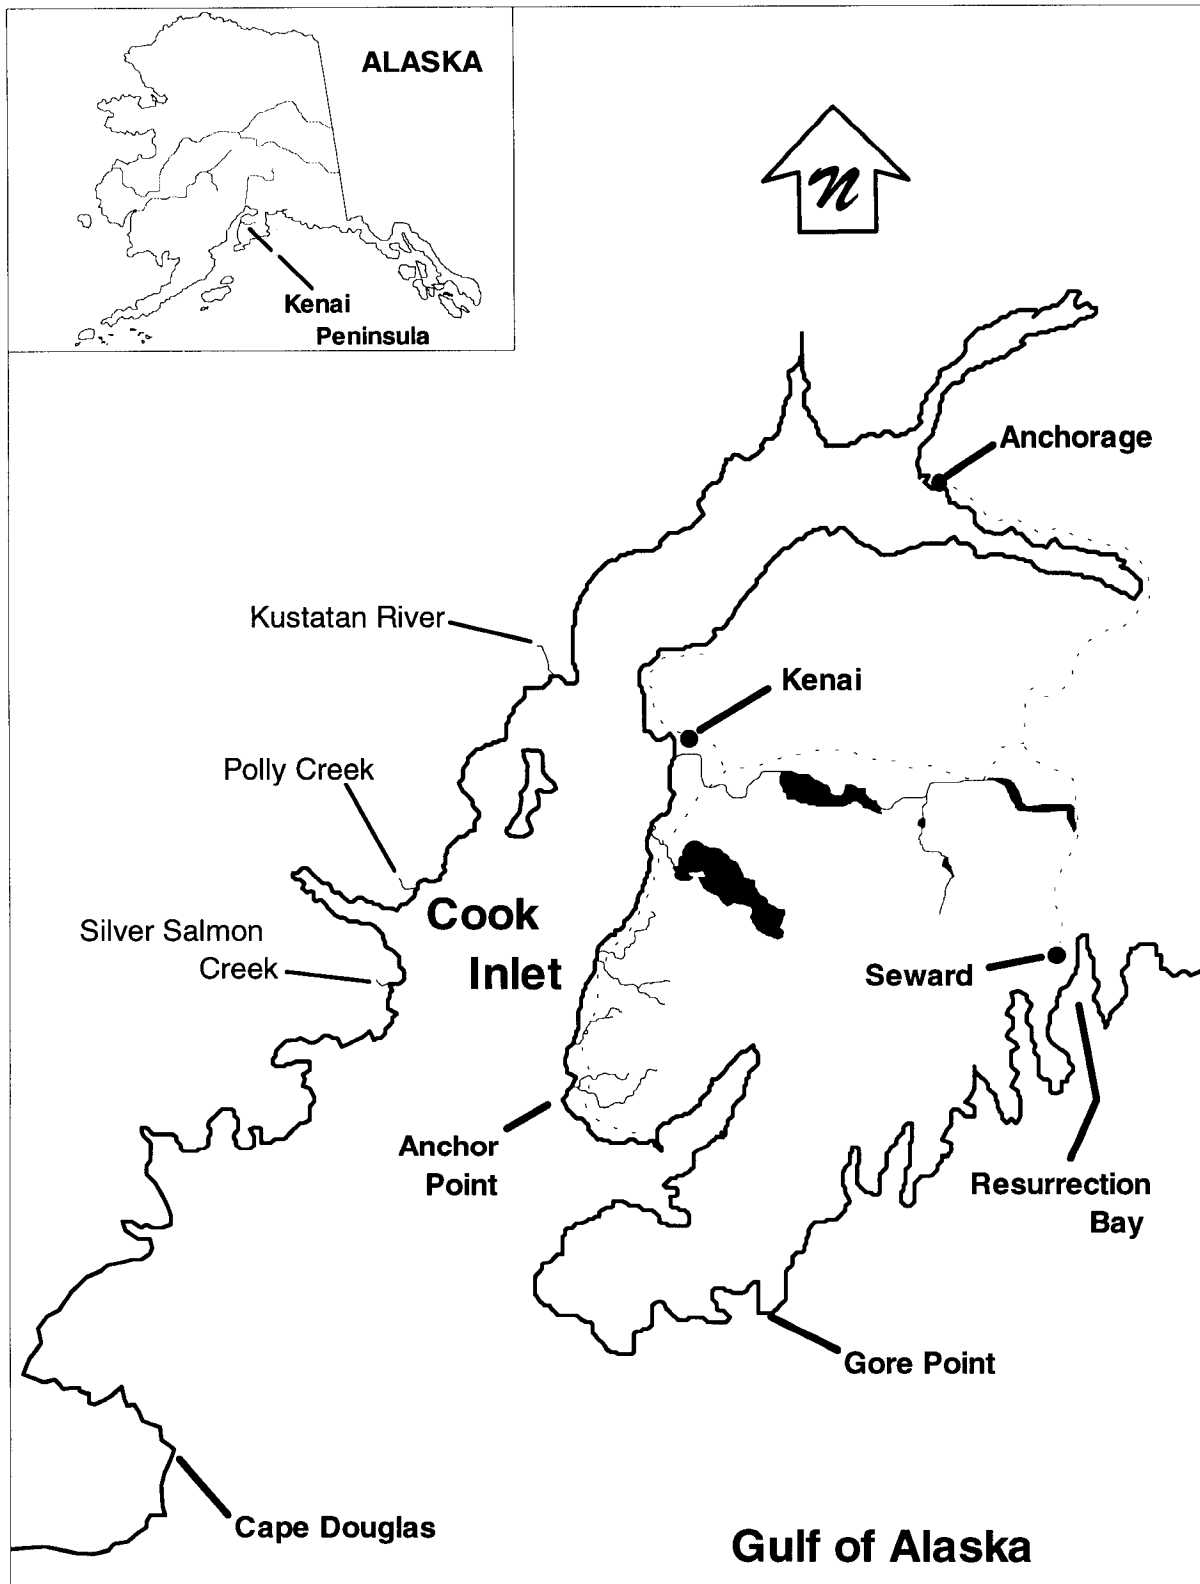 ALASKA
Kenai
Peninsula
N
Anchorage
Kustatan River
Kenai
Polly Creek
Cook
Inlet
Silver Salmon
Creek
Seward
Anchor
Point
Resurrection
Bay
Gore Point
Cape Douglas
Gulf of Alaska